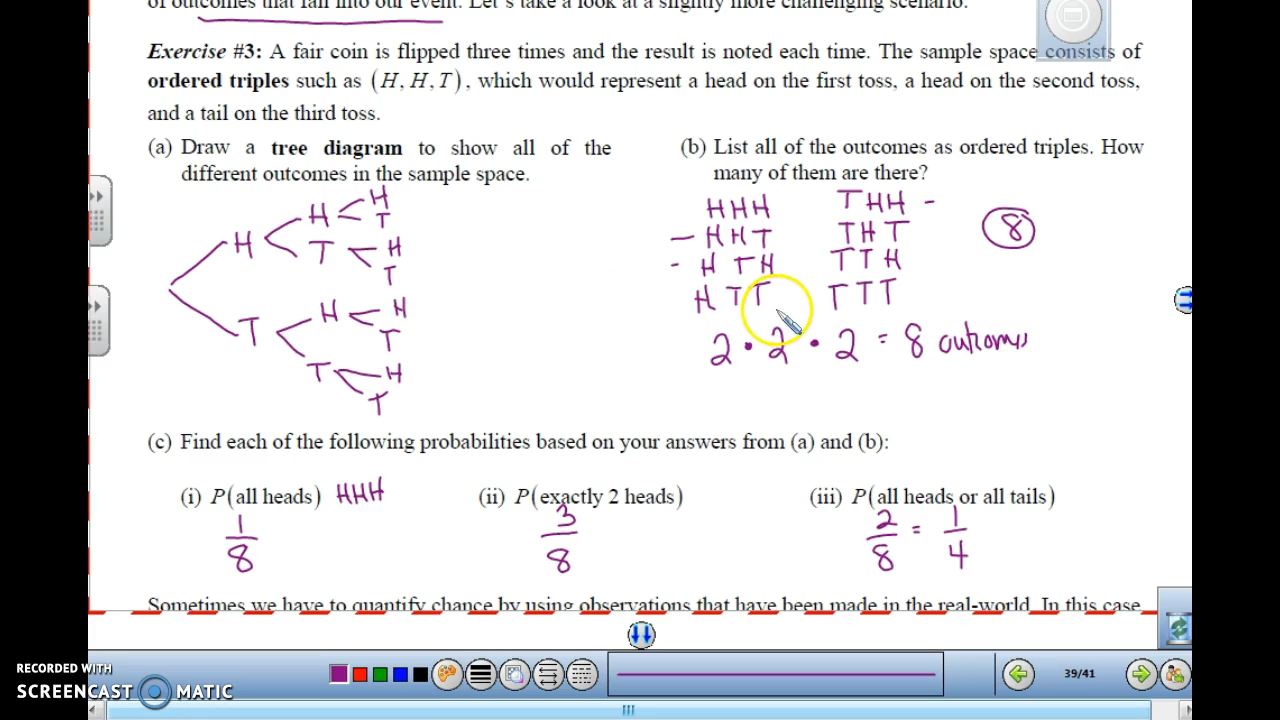 of outcomes that fall into our event. Let's take a look at a slightly more challenging scenario.
Exercise #3: A fair coin is flipped three times and the result is noted each time. The sample space consists of
ordered triples such as (H, H, T), which would represent a head on the first toss, a head on the second toss,
and a tail on the third toss.
(a) Draw a tree diagram to show all of the
different outcomes in the sample space.
H
H
H
T
T
H
T
T
H
H
T
T
H
T
(b) List all of the outcomes as ordered triples. How
many of them are there?
HHH THH -
- HHT THT
- HTH TTH
HTT TTT
8
2 • 2 • 2 = 8 outcomes
(c) Find each of the following probabilities based on your answers from (a) and (b):
(i) P(all heads) HHH
1/8
(ii) P(exactly 2 heads)
3/8
(iii) P(all heads or all tails)
2/8 = 1/4
Sometimes we have to quantify chance by using observations that have been made in the real-world. In this case
RECORDED WITH
SCREENCAST MATIC
39/41